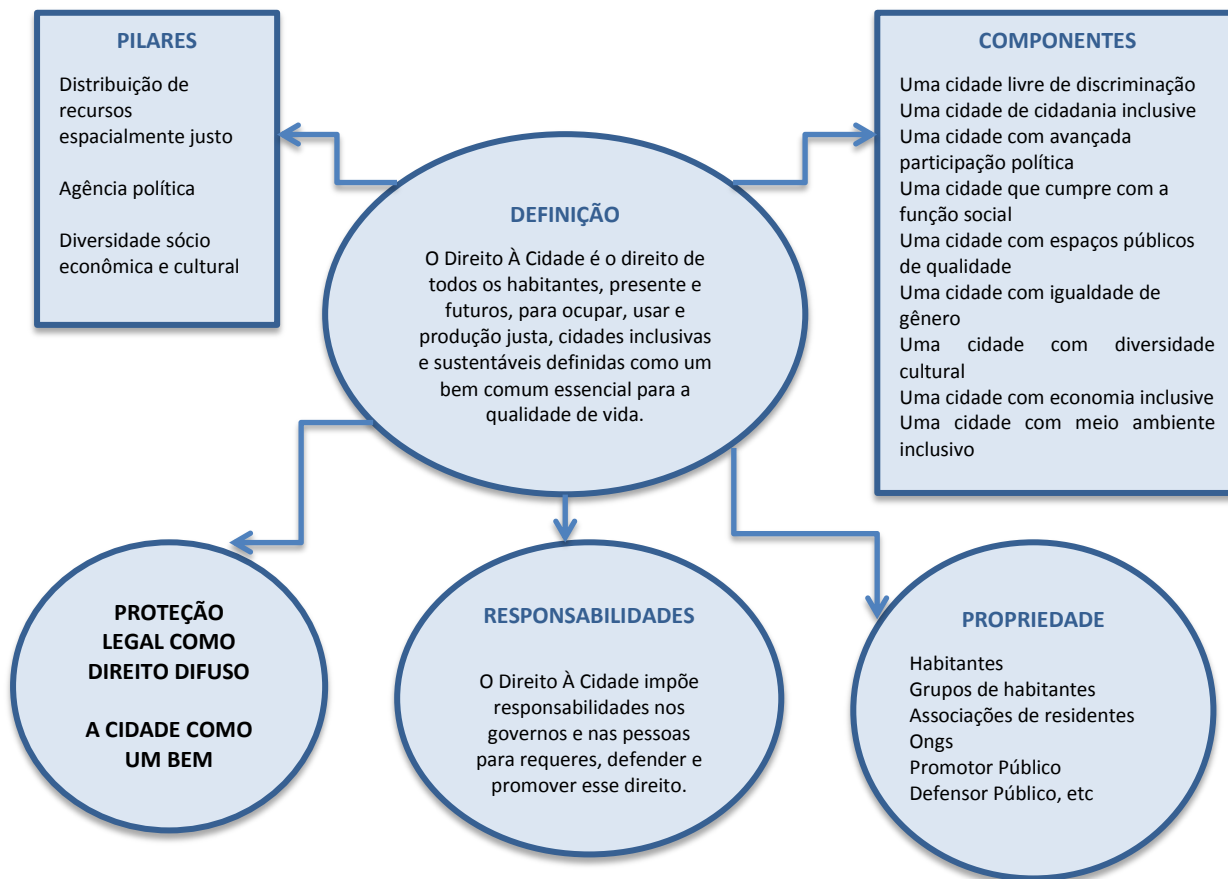 PILARES
Distribuição de
recursos
espacialmente justo
Agência política
Diversidade sócio
econômica e cultural
DEFINIÇÃO
O Direito À Cidade é o direito de
todos os habitantes, presente e
futuros, para ocupar, usar e
produção justa, cidades inclusivas
e sustentáveis definidas como um
bem comum essencial para a
qualidade de vida.
COMPONENTES
Uma cidade livre de discriminação
Uma cidade de cidadania inclusive
Uma cidade com avançada
participação política
Uma cidade que cumpre com a
função social
Uma cidade com espaços públicos
de qualidade
Uma cidade com igualdade de
gênero
Uma cidade com diversidade
cultural
Uma cidade com economia inclusive
Uma cidade com meio ambiente
inclusivo
PROTEÇÃO
LEGAL COMO
DIREITO DIFUSO
A CIDADE COMO
UM BEM
RESPONSABILIDADES
O Direito À Cidade impõe
responsabilidades nos
governos e nas pessoas
para requeres, defender e
promover esse direito.
PROPRIEDADE
Habitantes
Grupos de habitantes
Associações de residentes
Ongs
Promotor Público
Defensor Público, etc